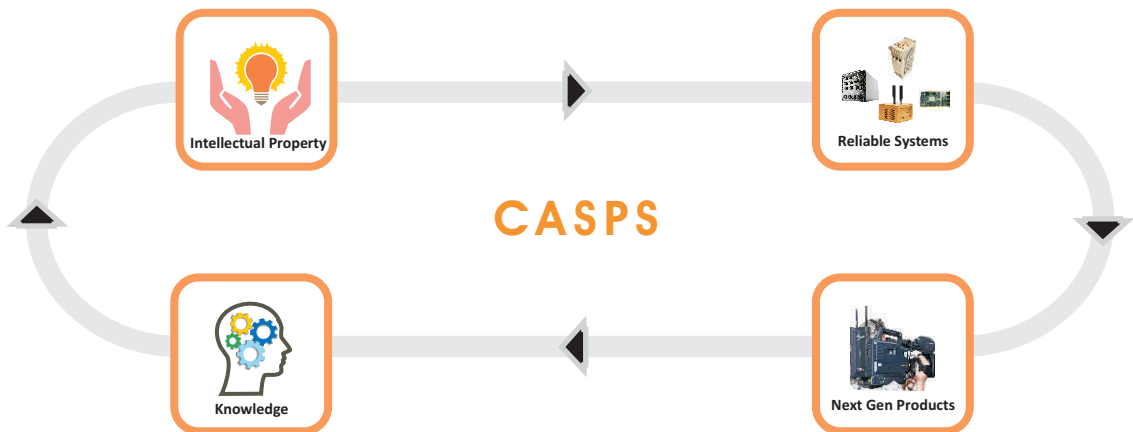 Intellectual Property
Reliable Systems
CASPS
Knowledge
Next Gen Products